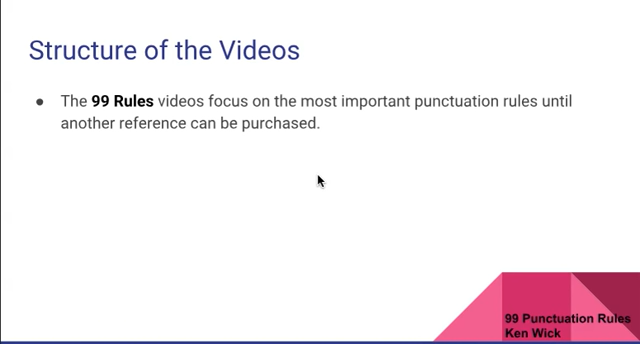 Structure of the Videos
● The 99 Rules videos focus on the most important punctuation rules until
another reference can be purchased.
99 Punctuation Rules
Ken Wick